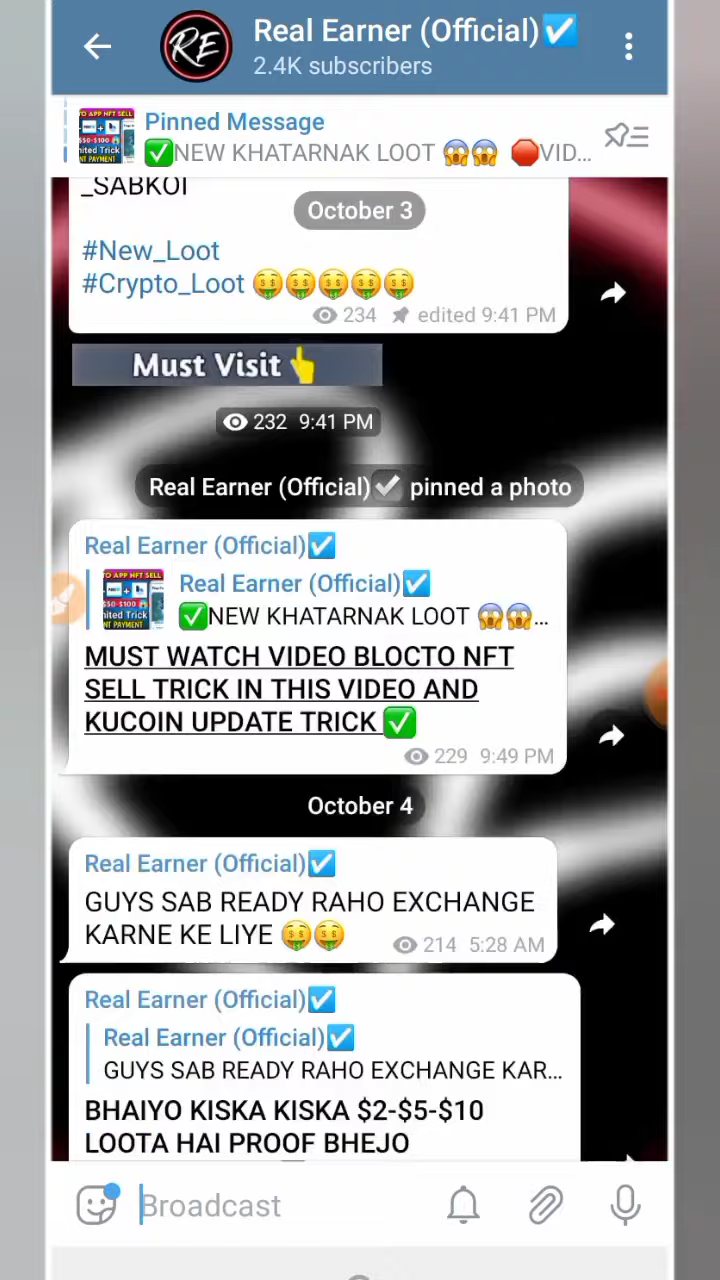 Real Earner (Official)☑️
2.4K subscribers
Pinned Message
✅NEW KHATARNAK LOOT 😱😱 🛑VID...
_SABKOI
October 3
#New_Loot
#Crypto_Loot 🤑🤑🤑🤑🤑
234 edited 9:41 PM
Must Visit👆
232 9:41 PM
Real Earner (Official)✔️ pinned a photo
Real Earner (Official)☑️
Real Earner (Official)☑️
✅NEW KHATARNAK LOOT 😱😱...
MUST WATCH VIDEO BLOCTO NFT
SELL TRICK IN THIS VIDEO AND
KUCOIN UPDATE TRICK ✅
229 9:49 PM
October 4
Real Earner (Official)☑️
GUYS SAB READY RAHO EXCHANGE
KARNE KE LIYE 🤑🤑
214 5:28 AM
Real Earner (Official)☑️
Real Earner (Official)☑️
GUYS SAB READY RAHO EXCHANGE KAR...
BHAIYO KISKA KISKA $2-$5-$10
LOOTA HAI PROOF BHEJO
Broadcast